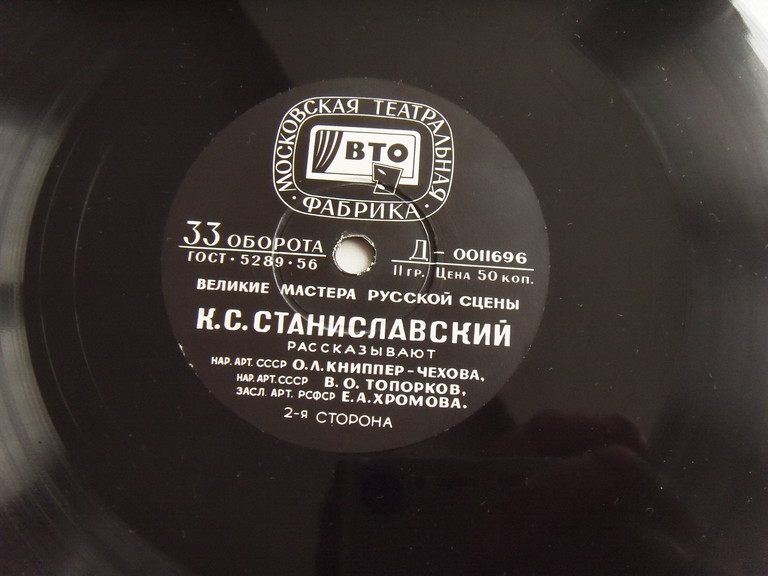 МОСКОВСКАЯ ТЕАТРАЛЬНАЯ
· ФАБРИКА ·
ВТО
33 ОБОРОТА
ГОСТ · 5289 · 56
Д – 0011696
II ГР. ЦЕНА 50 КОП.
ВЕЛИКИЕ МАСТЕРА РУССКОЙ СЦЕНЫ
К.С. СТАНИСЛАВСКИЙ
РАССКАЗЫВАЮТ
НАР. АРТ. СССР О.Л. КНИППЕР-ЧЕХОВА,
НАР. АРТ. СССР В. О. ТОПОРКОВ,
ЗАСЛ. АРТ. РСФСР Е.А. ХРОМОВА.
2-Я СТОРОНА